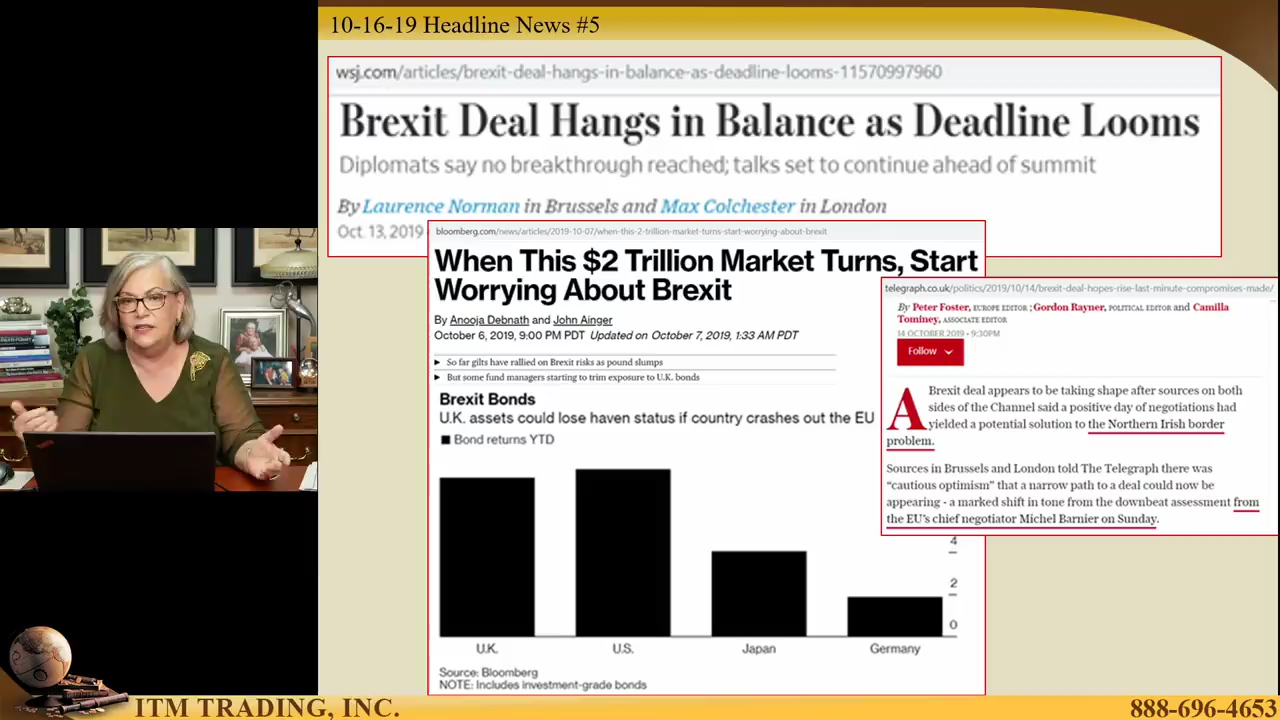 10-16-19 Headline News #5
wsj.com/articles/brexit-deal-hangs-in-balance-as-deadline-looms-11570997960
Brexit Deal Hangs in Balance as Deadline Looms
Diplomats say no breakthrough reached; talks set to continue ahead of summit
By Laurence Norman in Brussels and Max Colchester in London
Oct. 13, 2019
bloomberg.com/news/articles/2019-10-07/when-this-2-trillion-market-turns-start-worrying-about-brexit
When This $2 Trillion Market Turns, Start
Worrying About Brexit
By Anooja Debnath and John Ainger
October 6, 2019, 9:00 PM PDT Updated on October 7, 2019, 1:33 AM PDT
So far gilts have rallied on Brexit risks as pound slumps
But some fund managers starting to trim exposure to U.K. bonds
Brexit Bonds
U.K. assets could lose haven status if country crashes out the EU
Bond returns YTD
4
2
0
U.K. U.S. Japan Germany
Source: Bloomberg
NOTE: Includes investment-grade bonds
telegraph.co.uk/politics/2019/10/14/brexit-deal-hopes-rise-last-minute-compromises-made/
By Peter Foster, EUROPE EDITOR ; Gordon Rayner, POLITICAL EDITOR and Camilla
Tominey, ASSOCIATE EDITOR
14 OCTOBER 2019 • 9:30PM
Follow
A Brexit deal appears to be taking shape after sources on both
sides of the Channel said a positive day of negotiations had
yielded a potential solution to the Northern Irish border
problem.
Sources in Brussels and London told The Telegraph there was
“cautious optimism” that a narrow path to a deal could now be
appearing - a marked shift in tone from the downbeat assessment from
the EU's chief negotiator Michel Barnier on Sunday.
ITM TRADING, INC.
888-696-4653